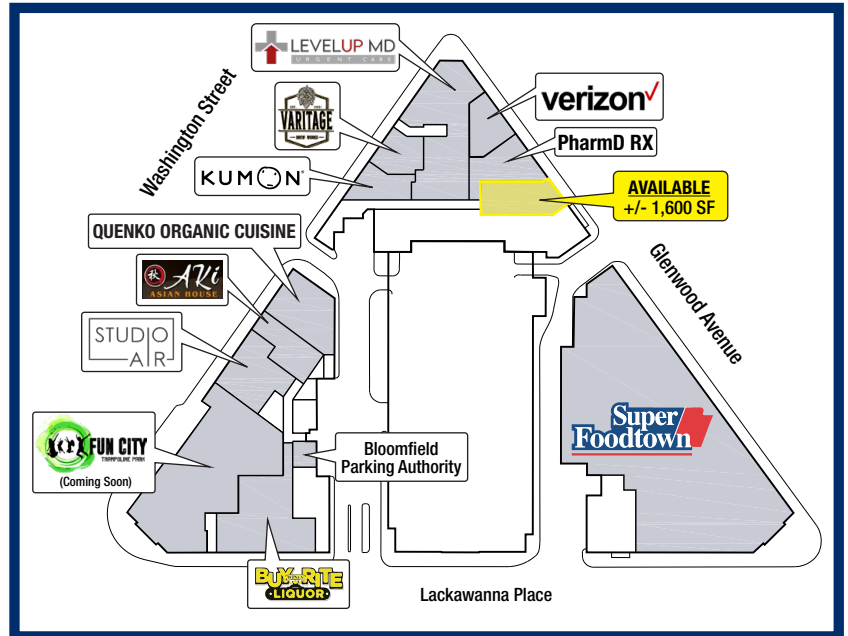 LEVELUP MD
URGENT CARE
verizon
VARITAGE
BREW WORKS
PharmD RX
Washington Street
KUMON
AVAILABLE
+/- 1,600 SF
QUENKO ORGANIC CUISINE
秋 AKi
ASIAN HOUSE
Glenwood Avenue
STUDIO
AIR
Super
Foodtown
FUN CITY
TRAMPOLINE PARK
(Coming Soon)
Bloomfield
Parking Authority
BUY-RITE
LIQUOR
Lackawanna Place